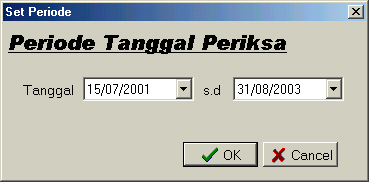 Set Periode
Periode Tanggal Periksa
Tanggal 15/07/2001 s.d 31/08/2003
OK Cancel